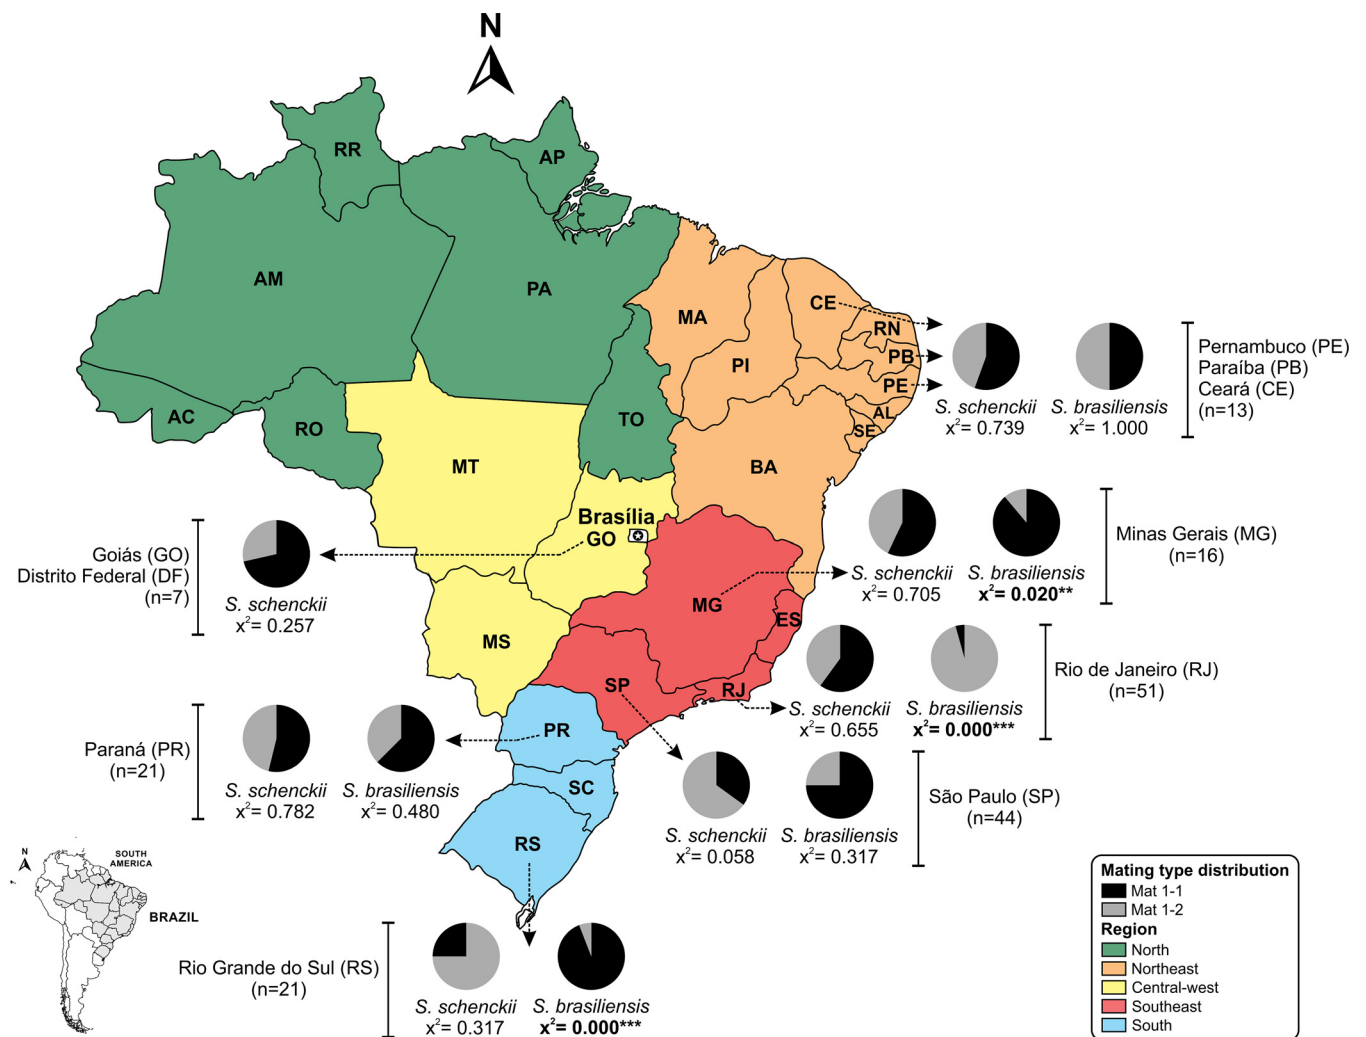 N
RR
AP
AM
PA
MA
CE
RN
PB
PI
PE
AL
SE
AC
RO
TO
MT
BA
Brasília
GO
MS
MG
ES
SP
RJ
PR
SC
RS
S. schenckii
x²= 0.739
S. brasiliensis
x²= 1.000
Pernambuco (PE)
Paraíba (PB)
Ceará (CE)
(n=13)
S. schenckii
x²= 0.705
S. brasiliensis
x²= 0.020**
Minas Gerais (MG)
(n=16)
Goiás (GO)
Distrito Federal (DF)
(n=7)
S. schenckii
x²= 0.257
S. schenckii
x²= 0.655
S. brasiliensis
x²= 0.000***
Rio de Janeiro (RJ)
(n=51)
Paraná (PR)
(n=21)
S. schenckii
x²= 0.782
S. brasiliensis
x²= 0.480
S. schenckii
x²= 0.058
S. brasiliensis
x²= 0.317
São Paulo (SP)
(n=44)
Rio Grande do Sul (RS)
(n=21)
S. schenckii
x²= 0.317
S. brasiliensis
x²= 0.000***
N
SOUTH
AMERICA
BRAZIL
Mating type distribution
Mat 1-1
Mat 1-2
Region
North
Northeast
Central-west
Southeast
South